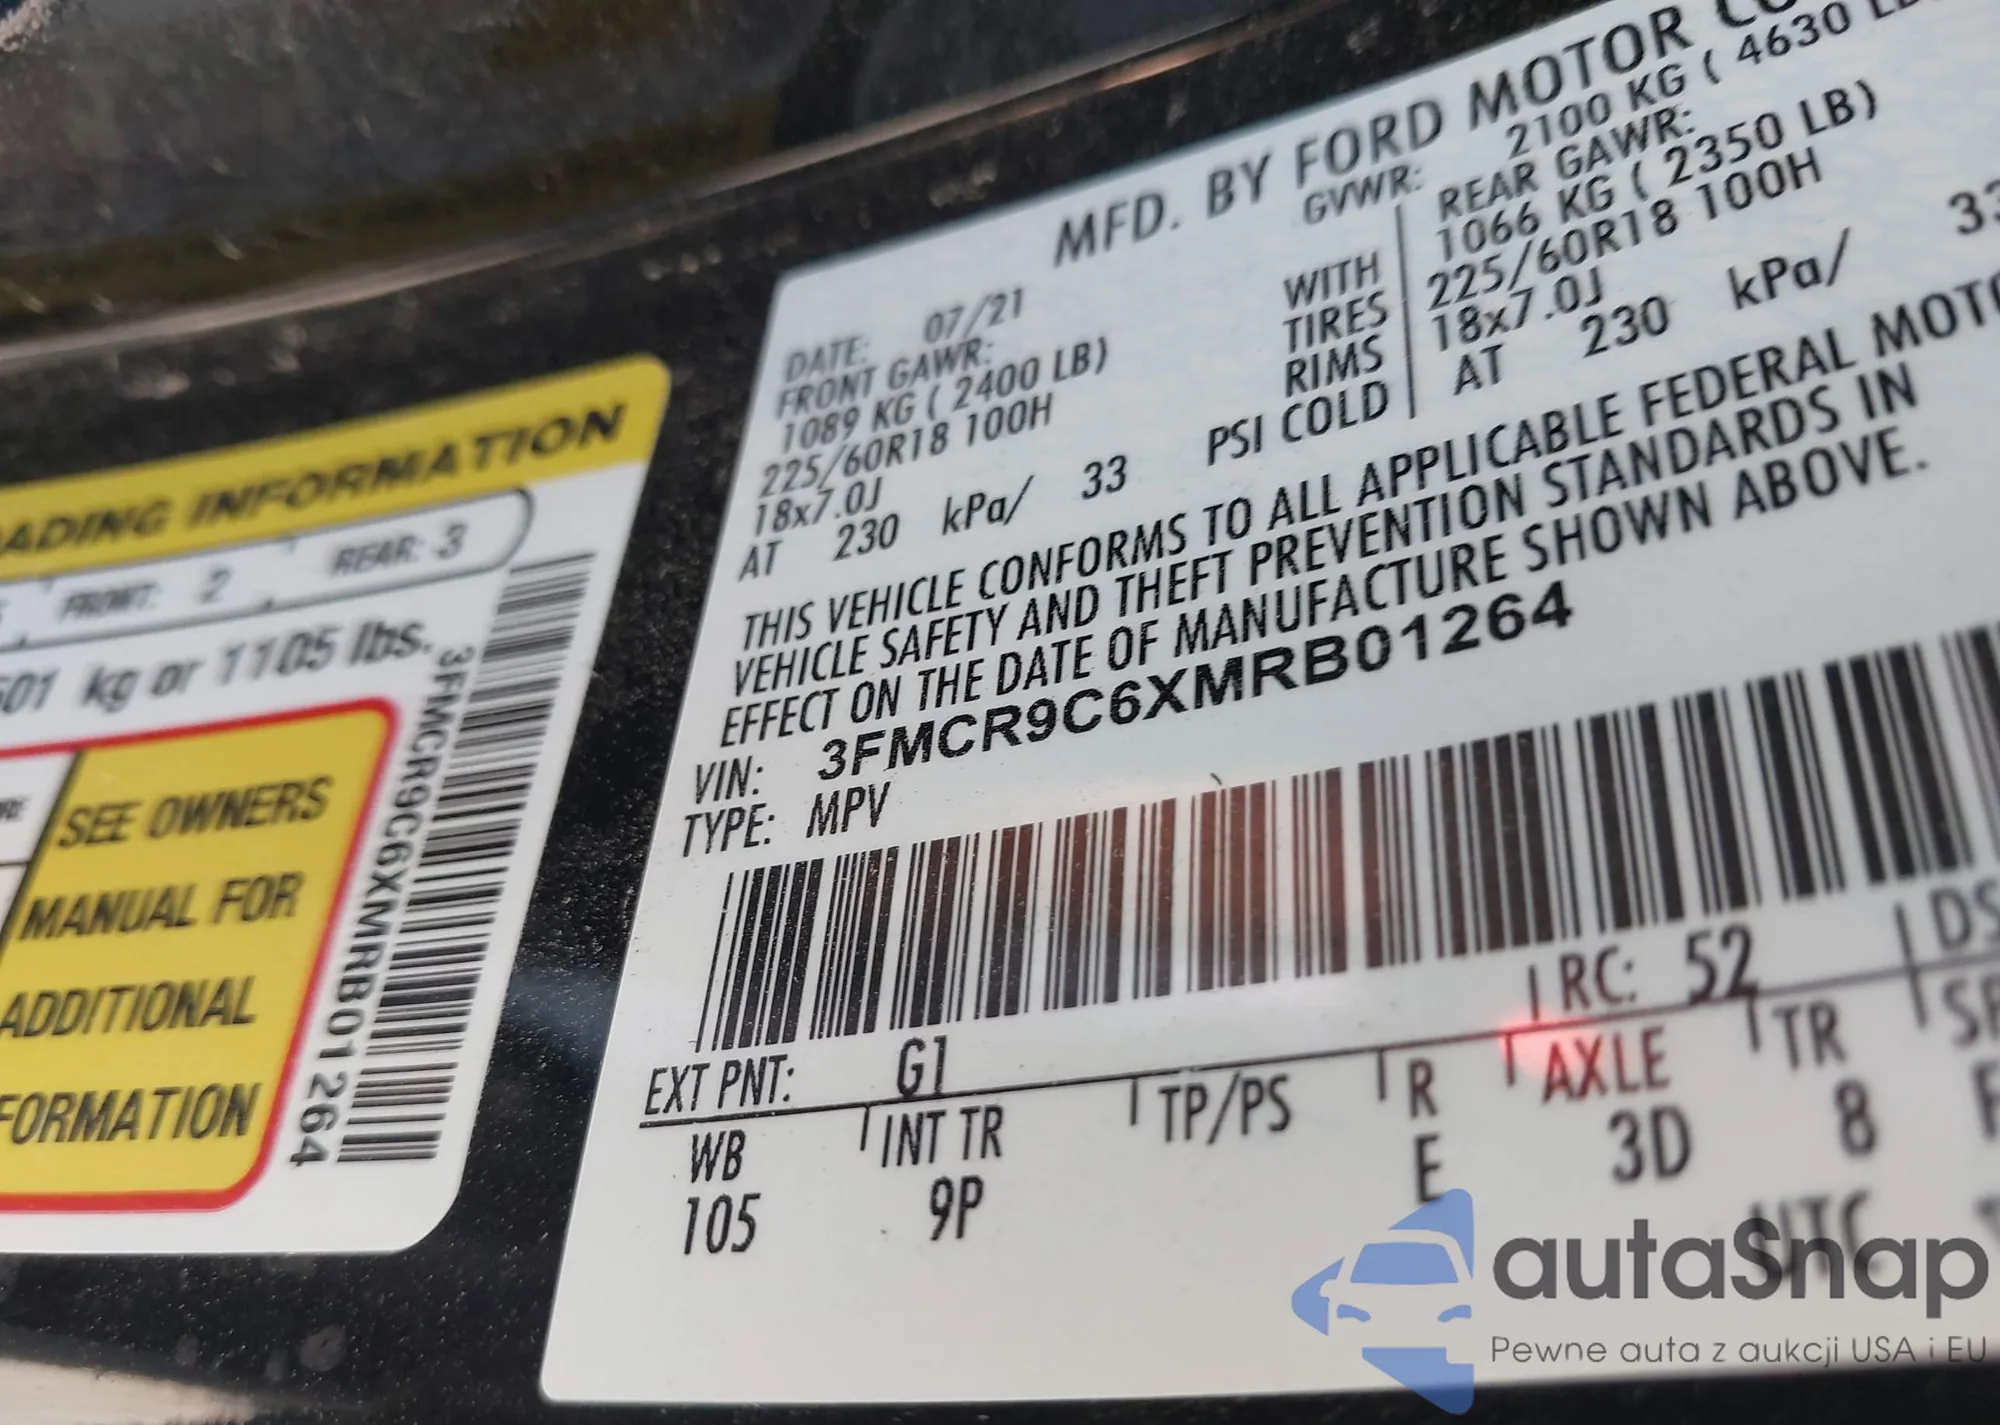 MFD. BY FORD MOTOR
DATE: 07/21
GVWR: 2100 KG ( 4630
FRONT GAWR:
1089 KG ( 2400 LB)
225/60R18 100H
18x7.0J
AT 230 kPa/ 33 PSI COLD
WITH
TIRES
RIMS
REAR GAWR:
1066 KG ( 2350 LB)
225/60R18 100H
18x7.0J
AT 230 kPa/
THIS VEHICLE CONFORMS TO ALL APPLICABLE FEDERAL
VEHICLE SAFETY AND THEFT PREVENTION STANDARDS IN
EFFECT ON THE DATE OF MANUFACTURE SHOWN ABOVE.
VIN: 3FMCR9C6XMRB01264
TYPE: MPV
EXT PNT: G1 RC: 52
WB INT TR TP/PS R AXLE TR
105 9P E 3D 8
UTC
INFORMATION
FRONT: 2 REAR: 3
kg or 1105 lbs.
SEE OWNERS
MANUAL FOR
ADDITIONAL
3FMCR9C6XMRB01264
autaSnap
Pewne auta z aukcji USA i EU